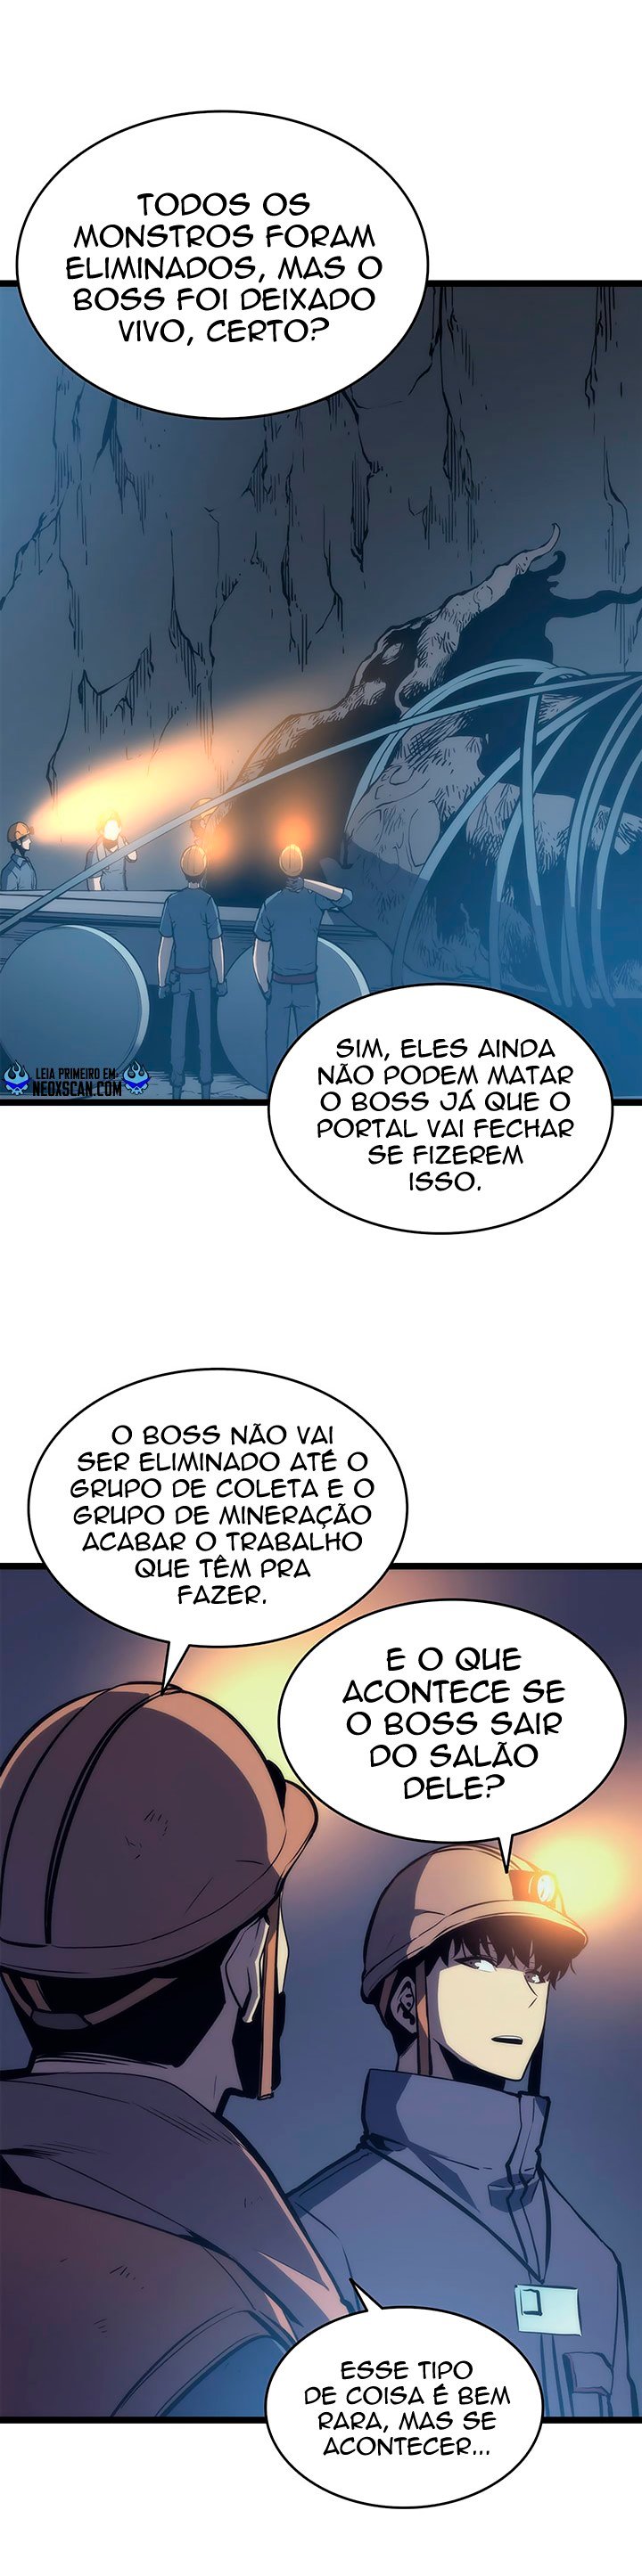 TODOS OS
MONSTROS FORAM
ELIMINADOS, MAS O
BOSS FOI DEIXADO
VIVO, CERTO?
LEIA PRIMEIRO EM:
NEOXSCAN.COM
SIM, ELES AINDA
NÃO PODEM MATAR
O BOSS JÁ QUE O
PORTAL VAI FECHAR
SE FIZEREM
ISSO.
O BOSS NÃO VAI
SER ELIMINADO ATÉ O
GRUPO DE COLETA E O
GRUPO DE MINERAÇÃO
ACABAR O TRABALHO
QUE TÊM PRA
FAZER.
E O QUE
ACONTECE SE
O BOSS SAIR
DO SALÃO
DELE?
ESSE TIPO
DE COISA É BEM
RARA, MAS SE
ACONTECER...